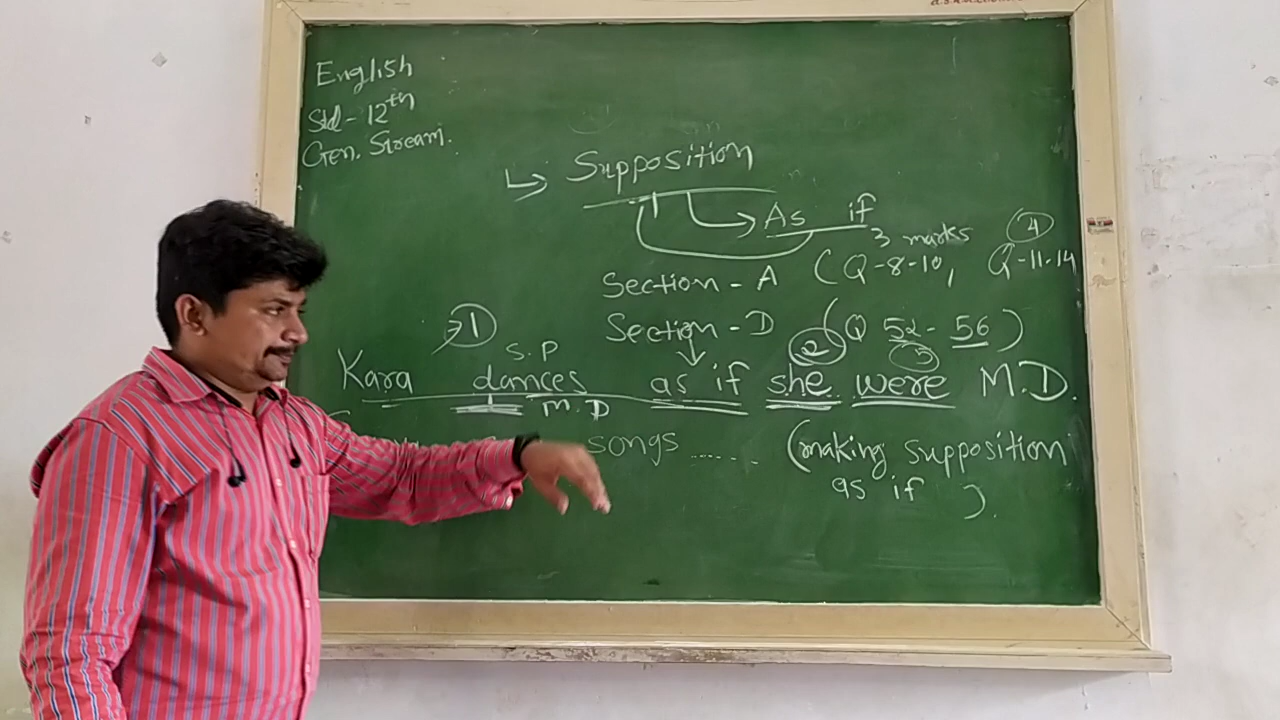 English
Std - 12th
Gen. Stream.
↳ Supposition
As if
3 marks 4
Section - A (Q - 8 - 10, Q - 11 - 14
Section - D (Q 52 - 56)
1 2 3
S.P
Kara dances as if she were M.D.
M.D
songs ...... (making supposition
as if ).